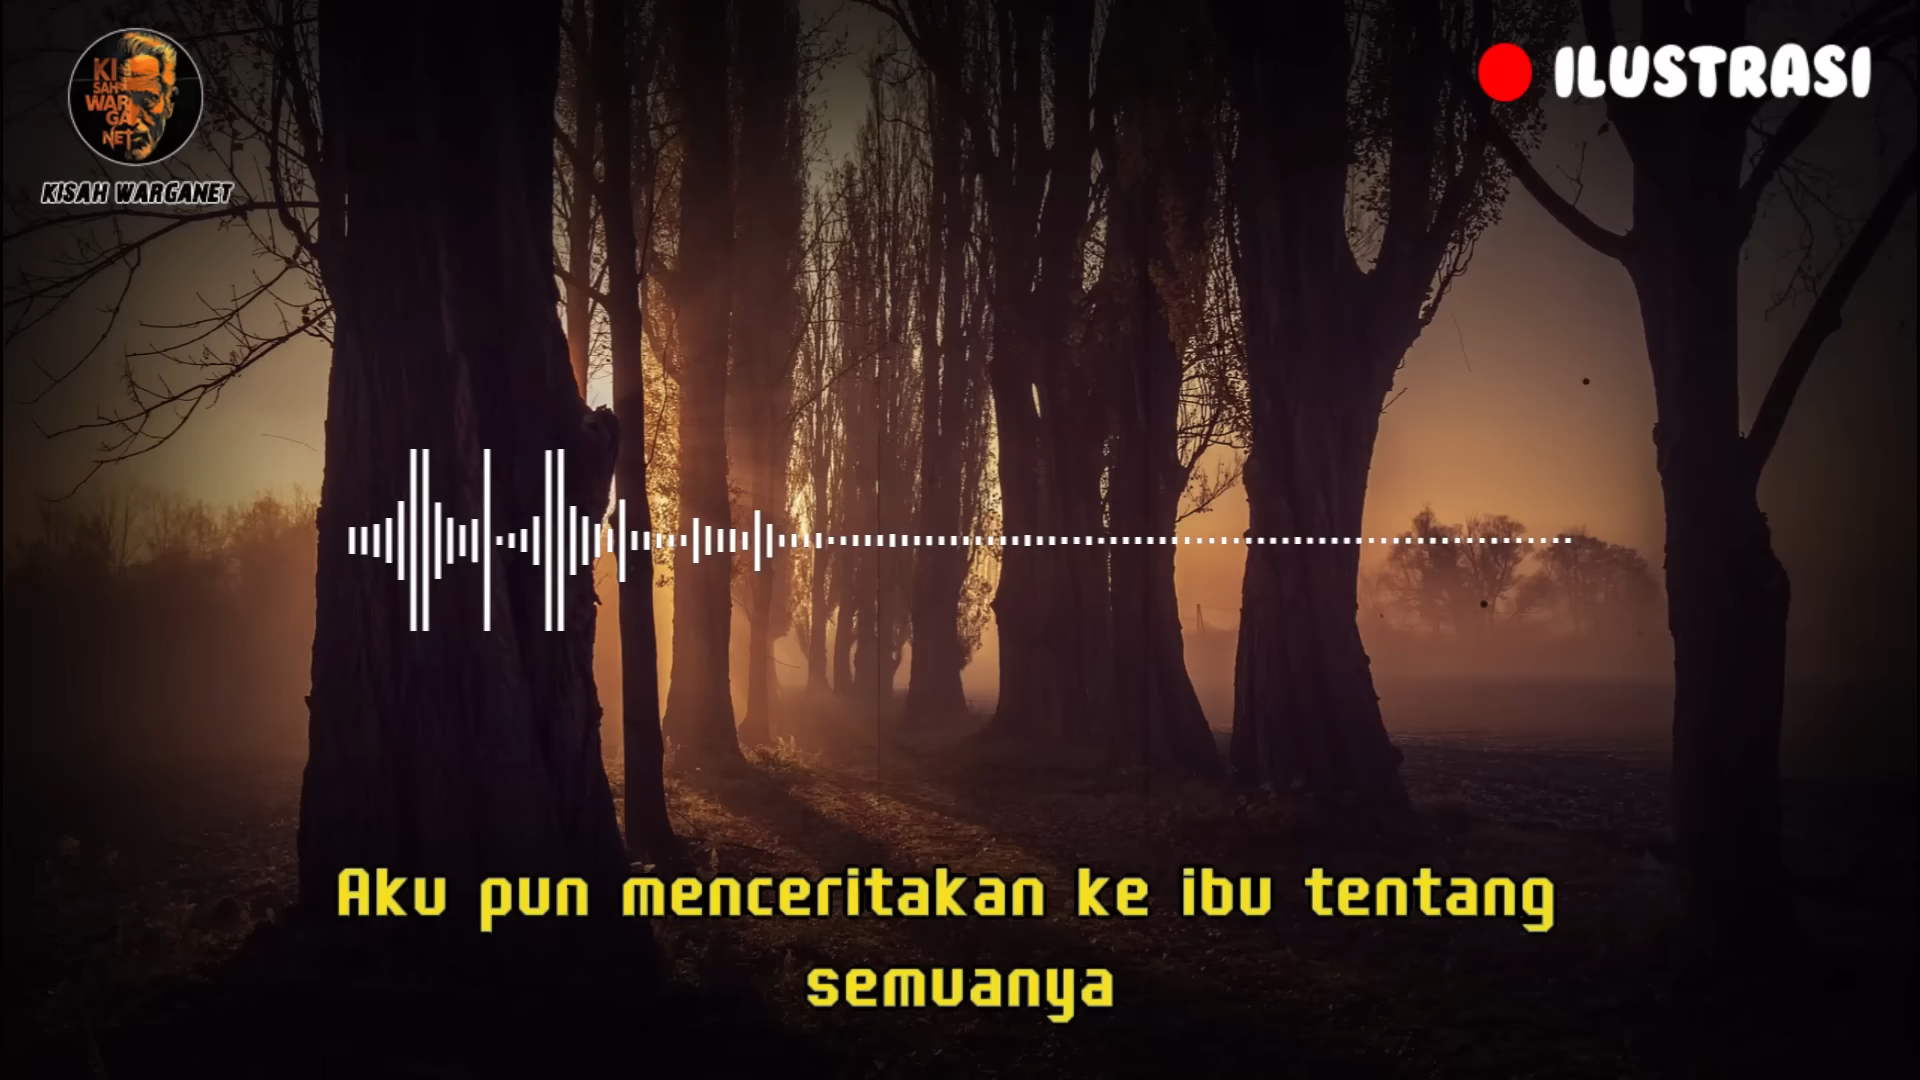 KI
SAH
WAR
GA
NET
KISAH WARGANET
ILUSTRASI
Aku pun menceritakan ke ibu tentang
semuanya